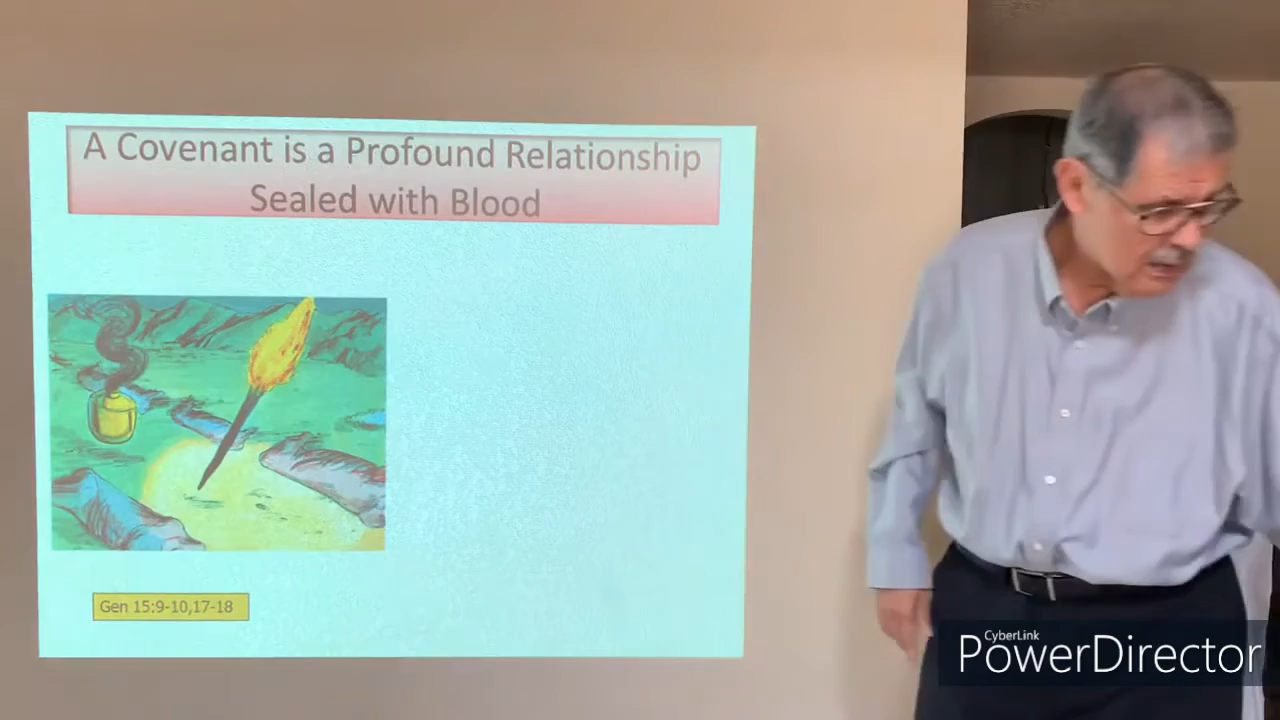 A Covenant is a Profound Relationship
Sealed with Blood
Gen 15:9-10,17-18
CyberLink
PowerDirector